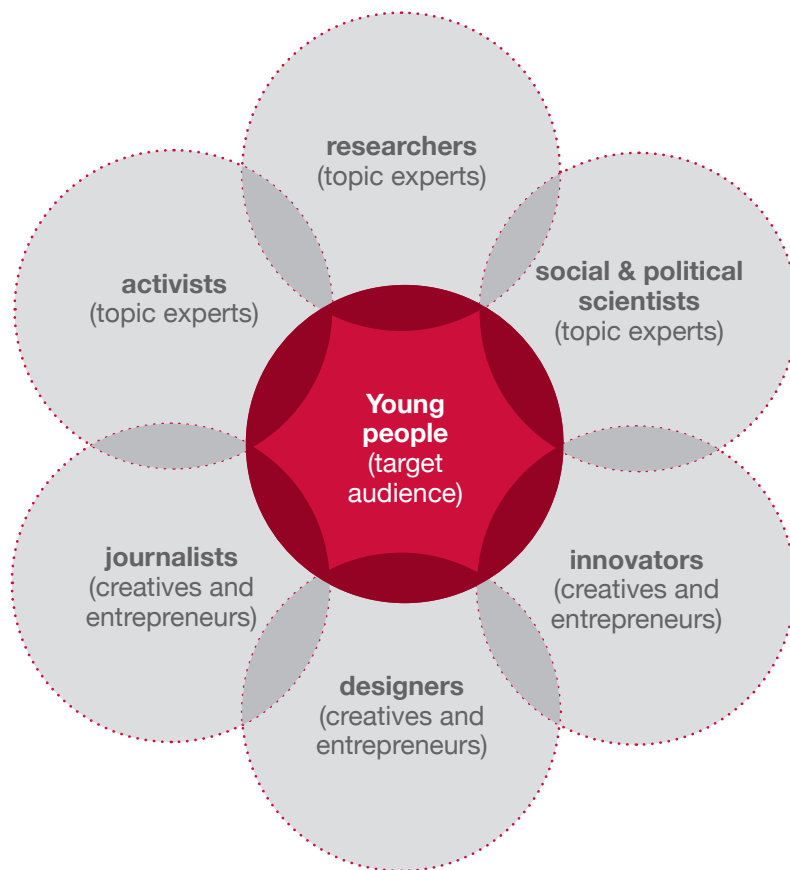 researchers
(topic experts)
social & political
scientists
(topic experts)
activists
(topic experts)
Young
people
(target
audience)
journalists
(creatives and
entrepreneurs)
innovators
(creatives and
entrepreneurs)
designers
(creatives and
entrepreneurs)